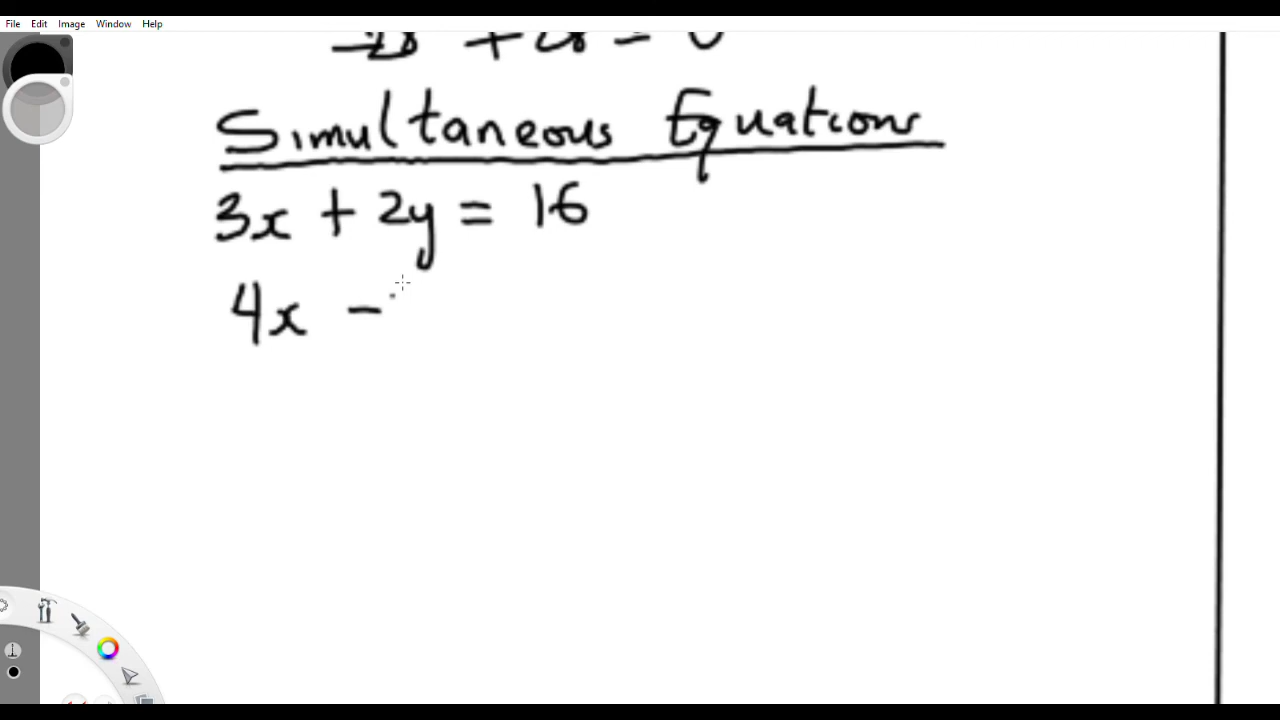 File Edit Image Window Help
Simultaneous Equations
3x + 2y = 16
4x -